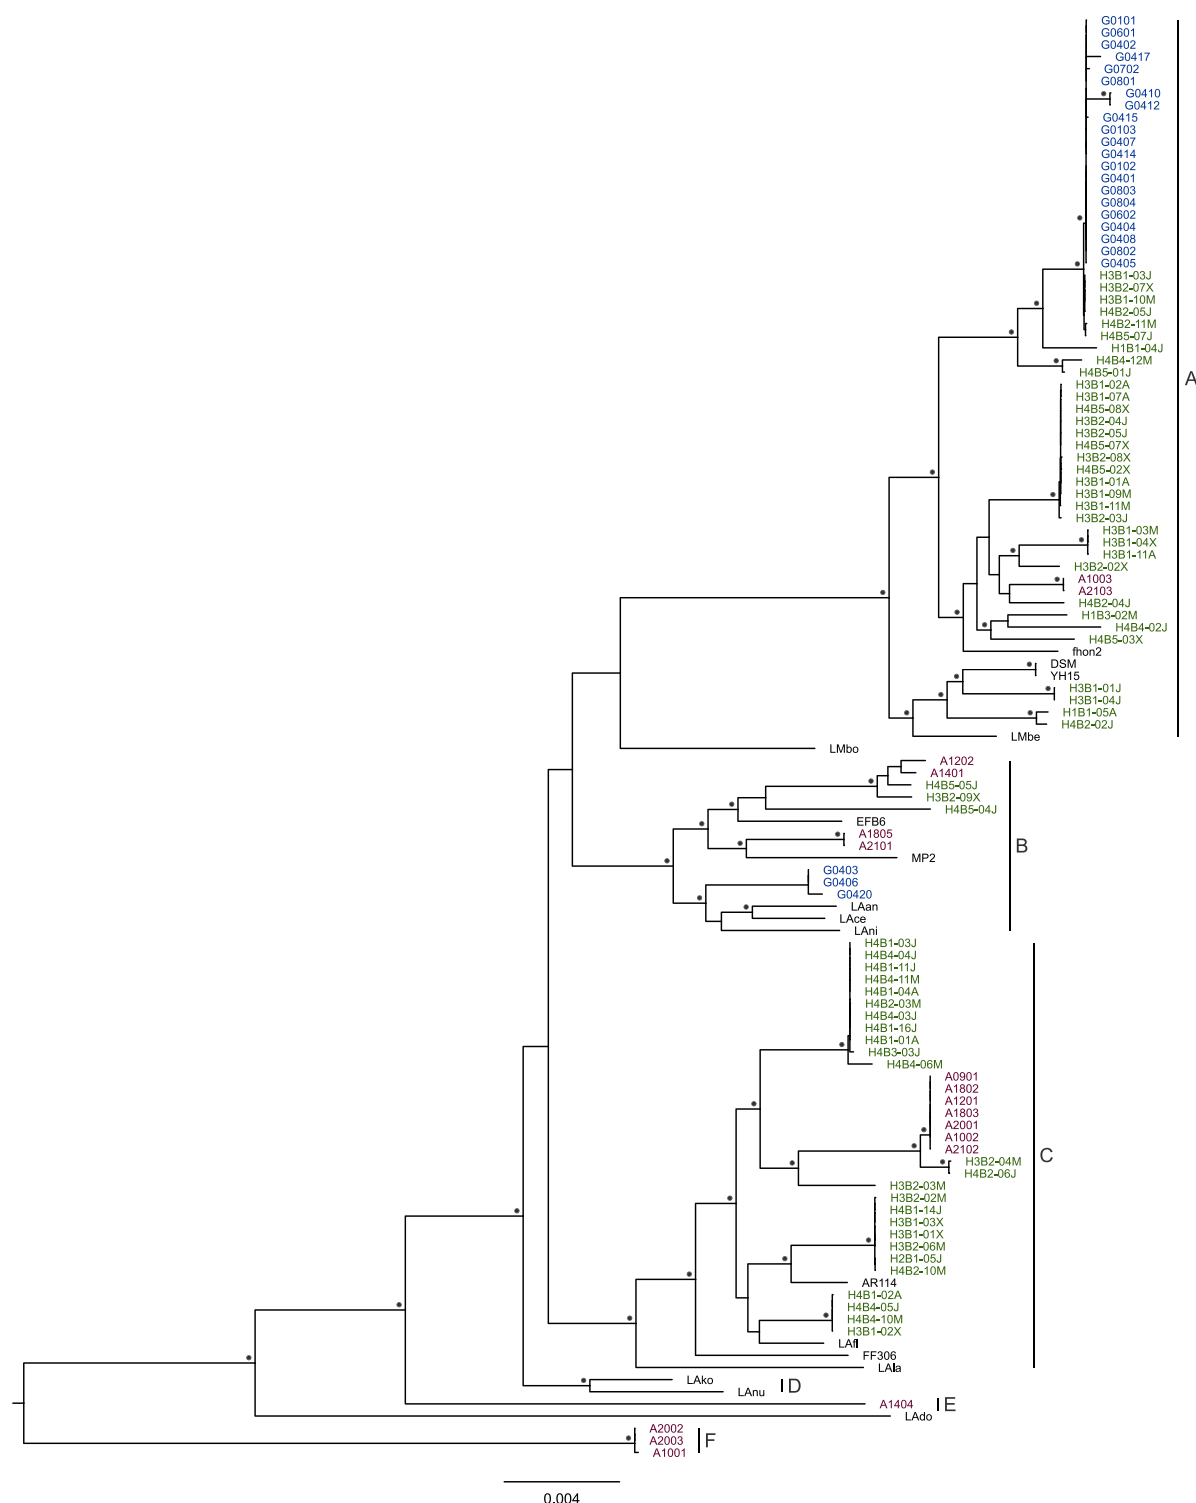 G0101
G0601
G0402
G0417
G0702
G0801
G0410
G0412
G0415
G0103
G0407
G0414
G0102
G0401
G0803
G0804
G0602
G0404
G0408
G0802
G0405
H3B1-03J
H3B2-07X
H3B1-10M
H4B2-05J
H4B2-11M
H4B5-07J
H1B1-04J
H4B4-12M
H4B5-01J
A
H3B1-02A
H3B1-07A
H4B5-08X
H3B2-04J
H3B2-05J
H4B5-07X
H3B2-08X
H4B5-02X
H3B1-01A
H3B1-09M
H3B1-11M
H3B2-03J
H3B1-03M
H3B1-04X
H3B1-11A
H3B2-02X
A1003
A2103
H4B2-04J
H1B3-02M
H4B4-02J
H4B5-03X
fhon2
DSM
YH15
H3B1-01J
H3B1-04J
H1B1-05A
H4B2-02J
LMbe
LMbo
A1202
A1401
H4B5-05J
H3B2-09X
H4B5-04J
EFB6
A1805
A2101
B
MP2
G0403
G0406
G0420
LAan
LAce
LAni
H4B1-03J
H4B4-04J
H4B1-11J
H4B4-11M
H4B1-04A
H4B2-03M
H4B4-03J
H4B1-16J
H4B1-01A
H4B3-03J
H4B4-06M
A0901
A1802
A1201
A1803
A2001
A1002
A2102
C
H3B2-04M
H4B2-06J
H3B2-03M
H3B2-02M
H4B1-14J
H3B1-03X
H3B1-01X
H3B2-06M
H2B1-05J
H4B2-10M
AR114
H4B1-02A
H4B4-05J
H4B4-10M
H3B1-02X
LAfl
FF306
LAla
LAko
D
LAnu
A1404
E
LAdo
A2002
A2003
F
A1001
0.004